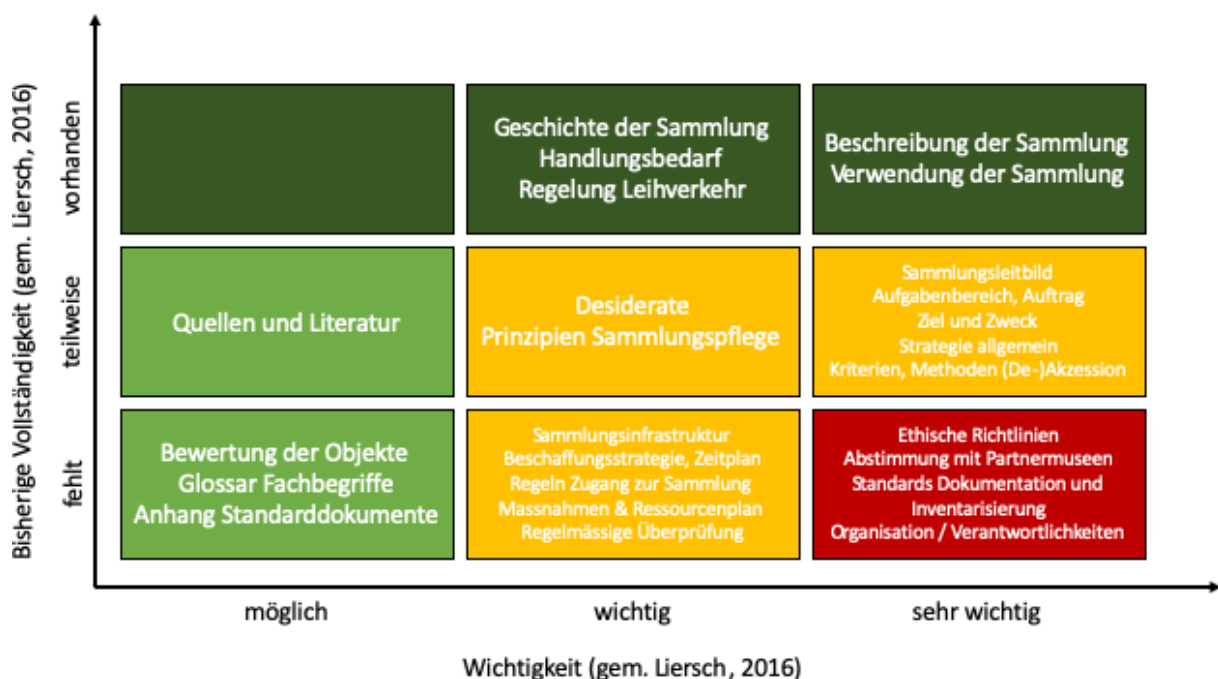 Bisherige Vollständigkeit (gem. Liersch, 2016)
vorhanden
Geschichte der Sammlung
Handlungsbedarf
Regelung Leihverkehr
Beschreibung der Sammlung
Verwendung der Sammlung
teilweise
Quellen und Literatur
Desiderate
Prinzipien Sammlungspflege
Sammlungsleitbild
Aufgabenbereich, Auftrag
Ziel und Zweck
Strategie allgemein
Kriterien, Methoden (De-)Akzession
fehlt
Bewertung der Objekte
Glossar Fachbegriffe
Anhang Standarddokumente
Sammlungsinfrastruktur
Beschaffungsstrategie, Zeitplan
Regeln Zugang zur Sammlung
Massnahmen & Ressourcenplan
Regelmässige Überprüfung
Ethische Richtlinien
Abstimmung mit Partnermuseen
Standards Dokumentation und
Inventarisierung
Organisation / Verantwortlichkeiten
möglich
wichtig
sehr wichtig
Wichtigkeit (gem. Liersch, 2016)